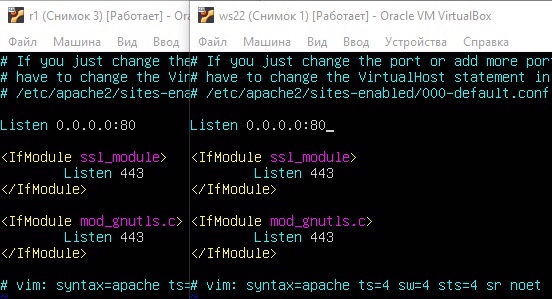 r1 (Снимок 3) [Работает] - Oracle
Файл Машина Вид Ввод
# If you just change the
# have to change the Vir
# /etc/apache2/sites-ena
Listen 0.0.0.0:80
<IfModule ssl_module>
Listen 443
</IfModule>
<IfModule mod_gnutls.c>
Listen 443
</IfModule>
# vim: syntax=apache ts=
ws22 (Снимок 1) [Работает] - Oracle VM VirtualBox
Файл Машина Вид Ввод Устройства Справка
# If you just change the port or add more por
# have to change the VirtualHost statement in
# /etc/apache2/sites-enabled/000-default.conf
Listen 0.0.0.0:80
<IfModule ssl_module>
Listen 443
</IfModule>
<IfModule mod_gnutls.c>
Listen 443
</IfModule>
# vim: syntax=apache ts=4 sw=4 sts=4 sr noet